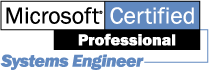 Microsoft Certified
Professional
Systems Engineer